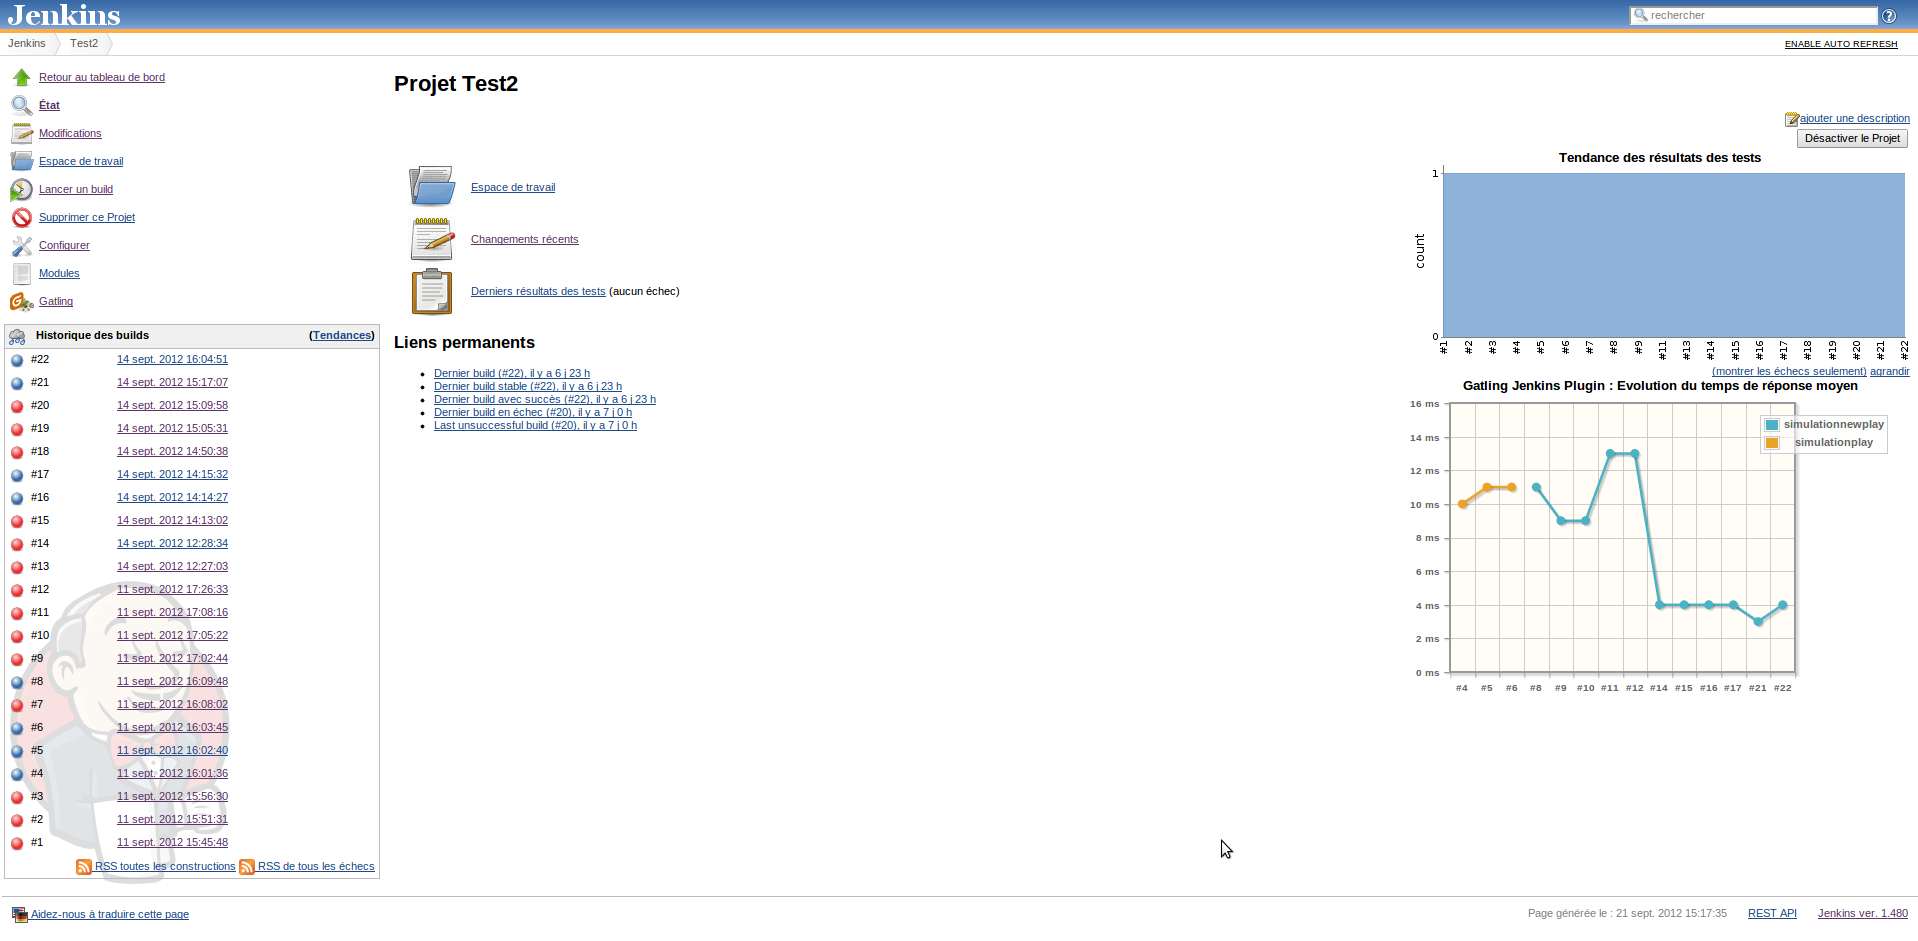 Jenkins
rechercher
Jenkins
Test2
ENABLE AUTO REFRESH
Retour au tableau de bord
État
Modifications
Espace de travail
Lancer un build
Supprimer ce Projet
Configurer
Modules
Gatling
Historique des builds (Tendances)
#22 14 sept. 2012 16:04:51
#21 14 sept. 2012 15:17:07
#20 14 sept. 2012 15:09:58
#19 14 sept. 2012 15:05:31
#18 14 sept. 2012 14:50:38
#17 14 sept. 2012 14:15:32
#16 14 sept. 2012 14:14:27
#15 14 sept. 2012 14:13:02
#14 14 sept. 2012 12:28:34
#13 14 sept. 2012 12:27:03
#12 11 sept. 2012 17:26:33
#11 11 sept. 2012 17:08:16
#10 11 sept. 2012 17:05:22
#9 11 sept. 2012 17:02:44
#8 11 sept. 2012 16:09:48
#7 11 sept. 2012 16:08:02
#6 11 sept. 2012 16:03:45
#5 11 sept. 2012 16:02:40
#4 11 sept. 2012 16:01:36
#3 11 sept. 2012 15:56:30
#2 11 sept. 2012 15:51:31
#1 11 sept. 2012 15:45:48
RSS toutes les constructions RSS de tous les échecs
Projet Test2
Espace de travail
Changements récents
Derniers résultats des tests (aucun échec)
Liens permanents
Dernier build (#22), il y a 6 j 23 h
Dernier build stable (#22), il y a 6 j 23 h
Dernier build avec succès (#22), il y a 6 j 23 h
Dernier build en échec (#20), il y a 7 j 0 h
Last unsuccessful build (#20), il y a 7 j 0 h
ajouter une description
Désactiver le Projet
Tendance des résultats des tests
1
count
0
#1 #2 #3 #4 #5 #6 #7 #8 #9 #11 #13 #14 #15 #16 #17 #18 #19 #20 #21 #22
(montrer les échecs seulement) agrandir
Gatling Jenkins Plugin : Evolution du temps de réponse moyen
16 ms
14 ms
12 ms
10 ms
8 ms
6 ms
4 ms
2 ms
0 ms
simulationnewplay
simulationplay
#4 #5 #6 #8 #9 #10 #11 #12 #14 #15 #16 #17 #21 #22
Aidez-nous à traduire cette page
Page générée le : 21 sept. 2012 15:17:35 REST API Jenkins ver. 1.480